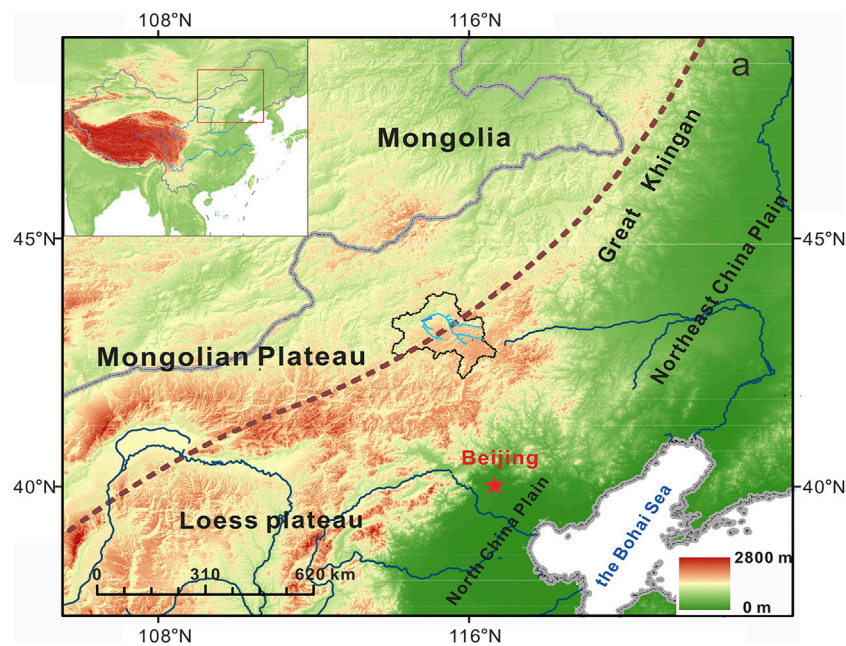 108°N
116°N
a
Mongolia
Great Khingan
45°N
45°N
Northeast China Plain
Mongolian Plateau
Beijing
40°N
40°N
Loess plateau
North China Plain
the Bohai Sea
0
310
620 km
2800 m
0 m
108°N
116°N